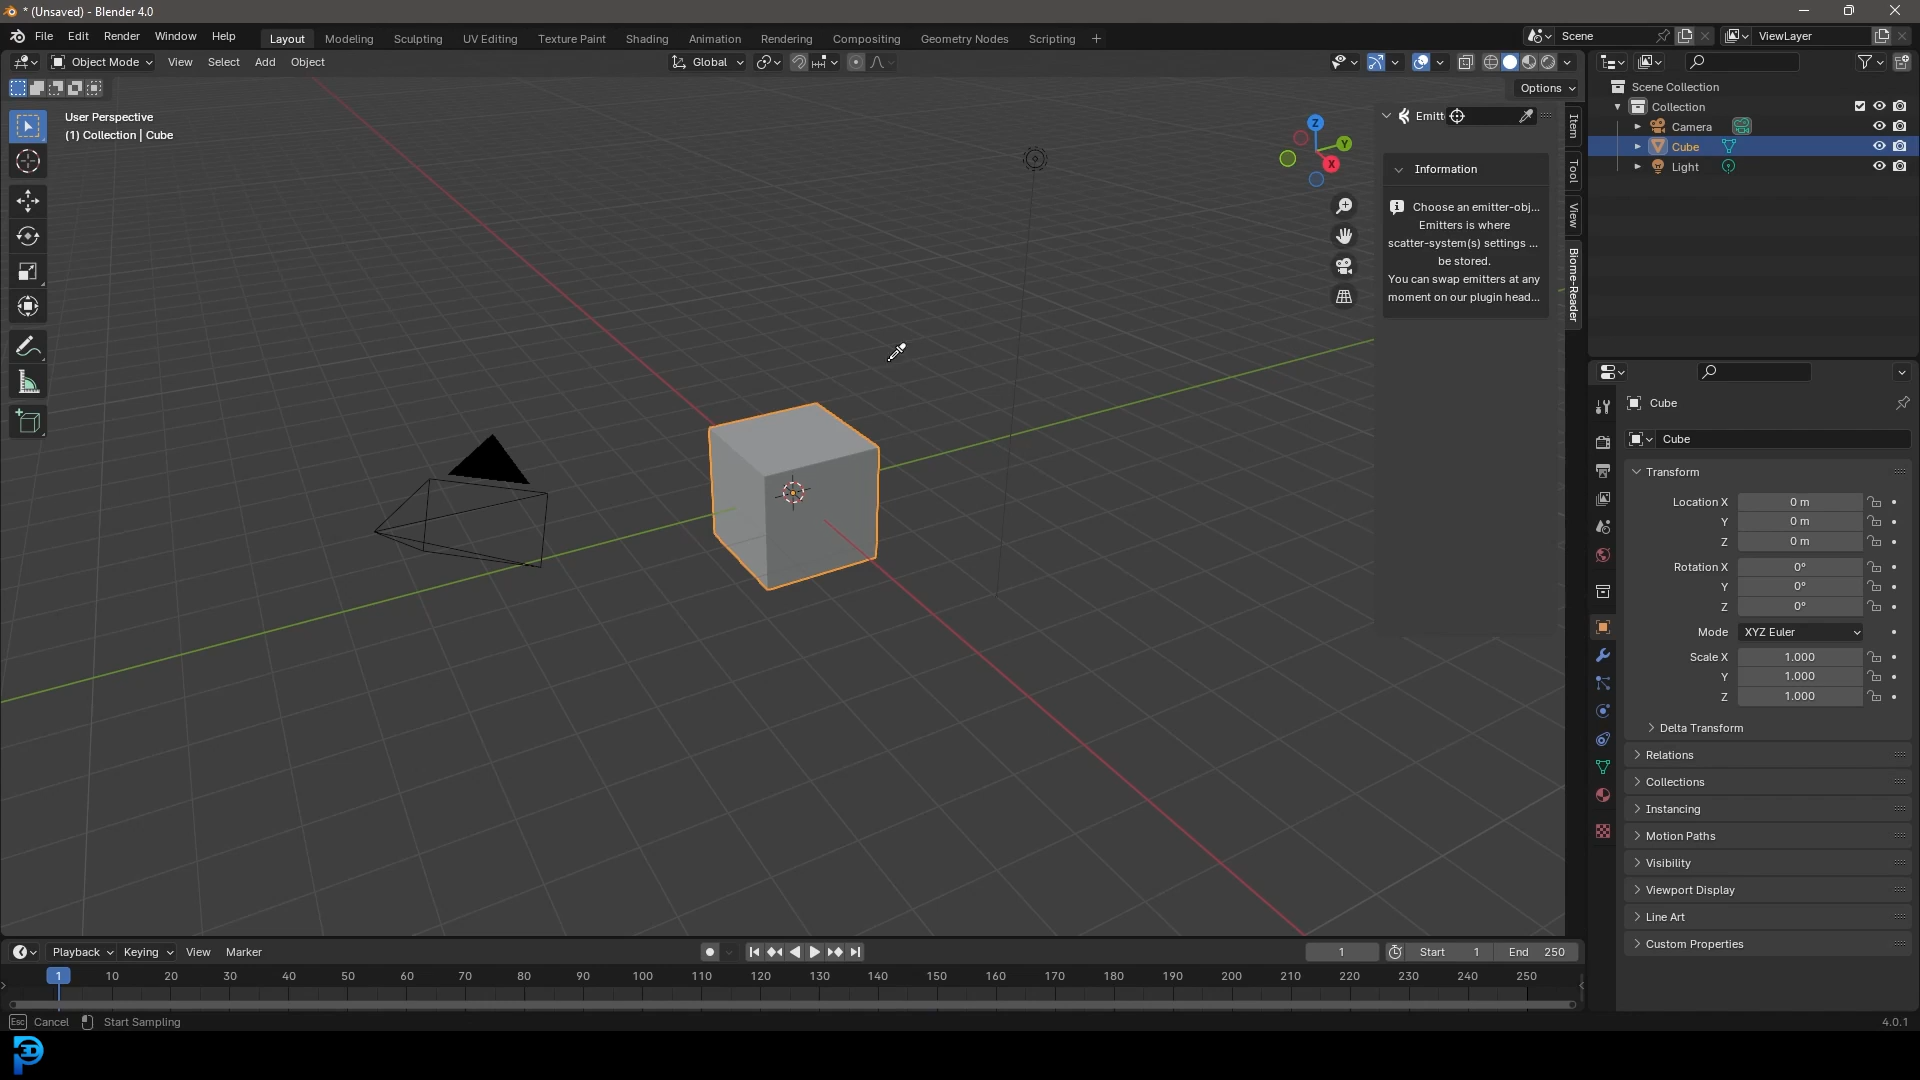 * (Unsaved) - Blender 4.0
File Edit Render Window Help
Layout Modeling Sculpting UV Editing Texture Paint Shading Animation Rendering Compositing Geometry Nodes Scripting
Scene
ViewLayer
Object Mode View Select Add Object
Global
Options
User Perspective
(1) Collection | Cube
Z
Y
X
Emitt
Information
Choose an emitter-obj...
Emitters is where
scatter-system(s) settings ...
be stored.
You can swap emitters at any
moment on our plugin head...
Item
Tool
View
Biome-Reader
Scene Collection
Collection
Camera
Cube
Light
Cube
Cube
Transform
Location X 0 m
Y 0 m
Z 0 m
Rotation X 0°
Y 0°
Z 0°
Mode XYZ Euler
Scale X 1.000
Y 1.000
Z 1.000
Delta Transform
Relations
Collections
Instancing
Motion Paths
Visibility
Viewport Display
Line Art
Custom Properties
Playback Keying View Marker
1 Start 1 End 250
1 10 20 30 40 50 60 70 80 90 100 110 120 130 140 150 160 170 180 190 200 210 220 230 240 250
Esc Cancel Start Sampling
4.0.1
P3D